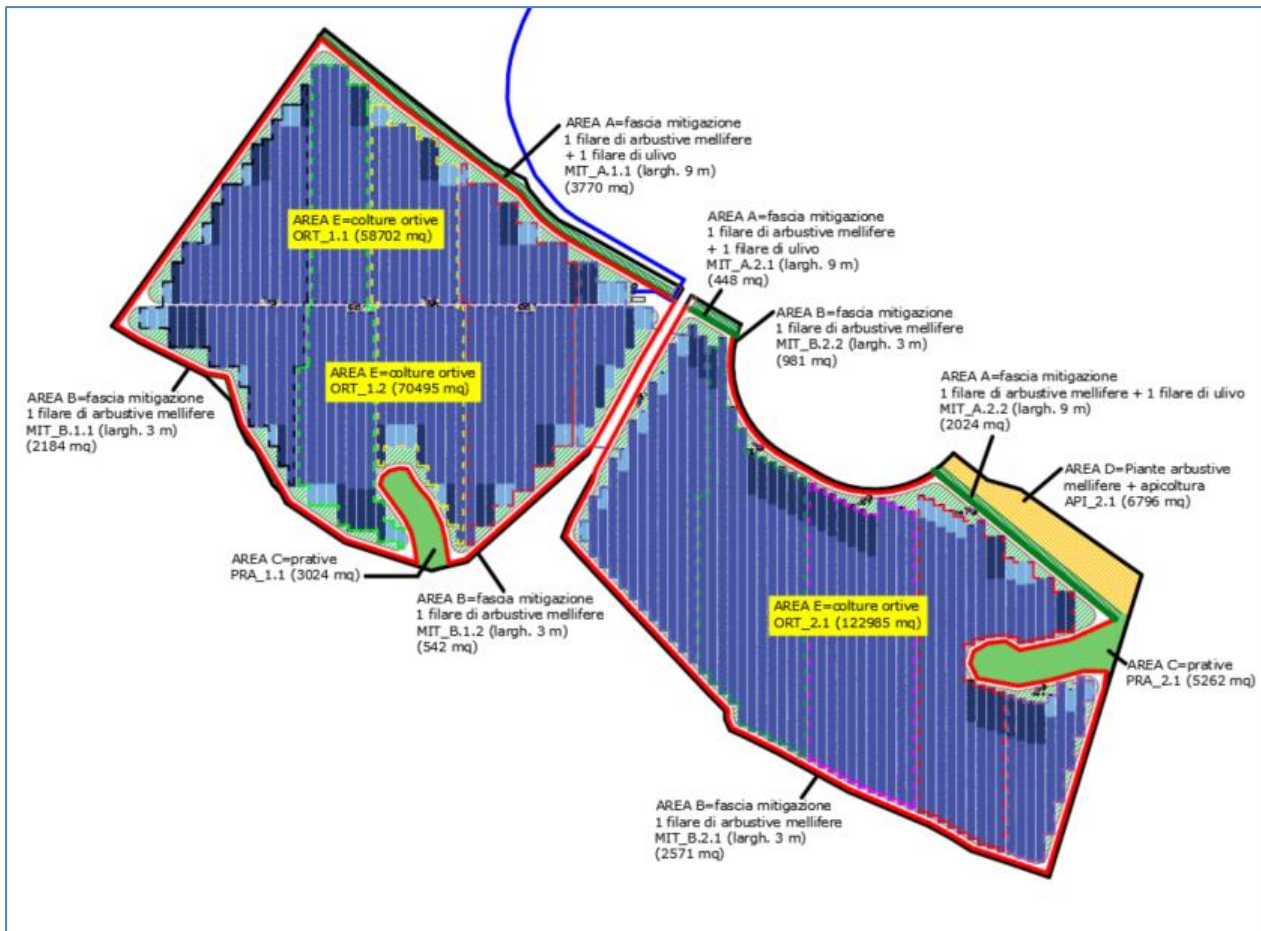 AREA A=fascia mitigazione
1 filare di arbustive mellifere
+ 1 filare di ulivo
MIT_A.1.1 (largh. 9 m)
(3770 mq)
AREA E=colture ortive
ORT_1.1 (58702 mq)
AREA A=fascia mitigazione
1 filare di arbustive mellifere
+ 1 filare di ulivo
MIT_A.2.1 (largh. 9 m)
(448 mq)
AREA B=fascia mitigazione
1 filare di arbustive mellifere
MIT_B.2.2 (largh. 3 m)
(981 mq)
AREA E=colture ortive
ORT_1.2 (70495 mq)
AREA B=fascia mitigazione
1 filare di arbustive mellifere
MIT_B.1.1 (largh. 3 m)
(2184 mq)
AREA A=fascia mitigazione
1 filare di arbustive mellifere + 1 filare di ulivo
MIT_A.2.2 (largh. 9 m)
(2024 mq)
AREA D=Piante arbustive
mellifere + apicoltura
API_2.1 (6796 mq)
AREA C=prative
PRA_1.1 (3024 mq)
AREA B=fascia mitigazione
1 filare di arbustive mellifere
MIT_B.1.2 (largh. 3 m)
(542 mq)
AREA E=colture ortive
ORT_2.1 (122985 mq)
AREA C=prative
PRA_2.1 (5262 mq)
AREA B=fascia mitigazione
1 filare di arbustive mellifere
MIT_B.2.1 (largh. 3 m)
(2571 mq)